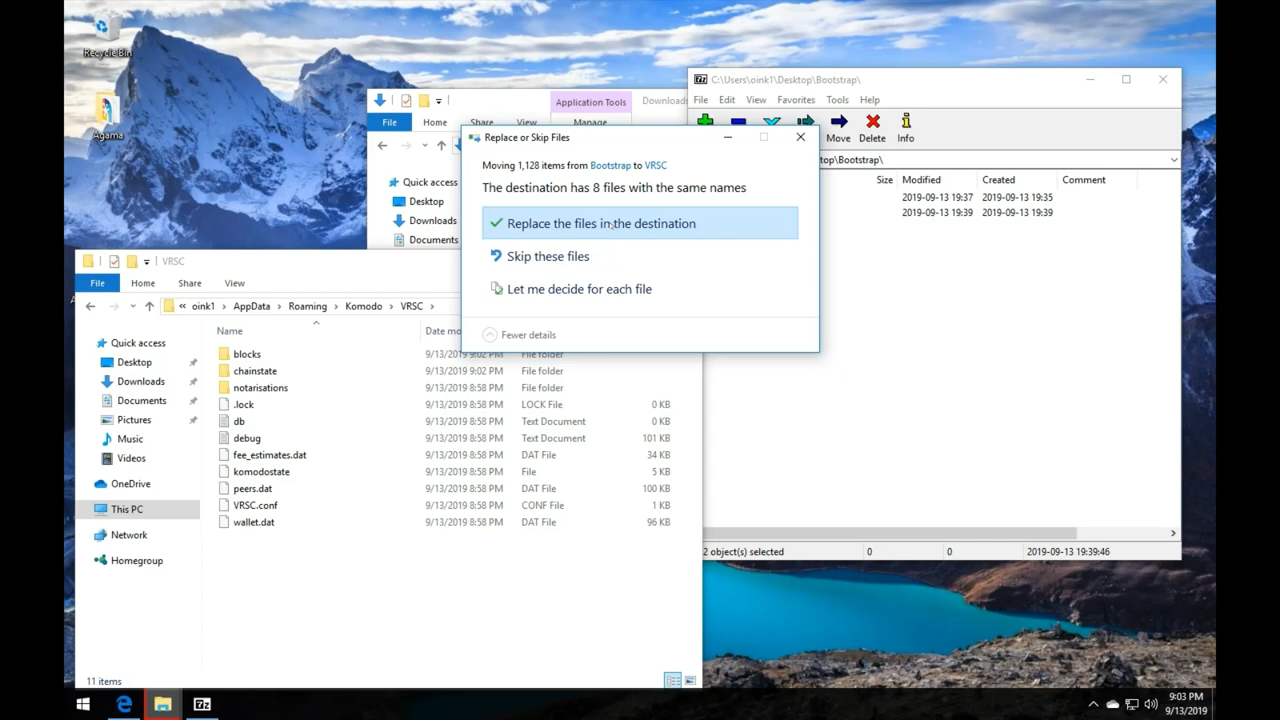 Recycle Bin
Agama
C:\Users\oink1\Desktop\Bootstrap\
File Edit View Favorites Tools Help
Move Delete Info
top\Bootstrap\
Size Modified Created Comment
2019-09-13 19:37 2019-09-13 19:35
2019-09-13 19:39 2019-09-13 19:39
2 object(s) selected 0 0 2019-09-13 19:39:46
Application Tools Downloads
File Home Share View Manage
Quick access
Desktop
Downloads
Documents
Replace or Skip Files
Moving 1,128 items from Bootstrap to VRSC
The destination has 8 files with the same names
Replace the files in the destination
Skip these files
Let me decide for each file
Fewer details
VRSC
File Home Share View
« oink1 › AppData › Roaming › Komodo › VRSC ›
Quick access
Desktop
Downloads
Documents
Pictures
Music
Videos
OneDrive
This PC
Network
Homegroup
Name Date mo
blocks 9/13/2019 9:02 PM File folder
chainstate 9/13/2019 9:02 PM File folder
notarisations 9/13/2019 8:58 PM File folder
.lock 9/13/2019 8:58 PM LOCK File 0 KB
db 9/13/2019 8:58 PM Text Document 0 KB
debug 9/13/2019 8:58 PM Text Document 101 KB
fee_estimates.dat 9/13/2019 8:58 PM DAT File 34 KB
komodostate 9/13/2019 8:58 PM File 5 KB
peers.dat 9/13/2019 8:58 PM DAT File 100 KB
VRSC.conf 9/13/2019 8:58 PM CONF File 1 KB
wallet.dat 9/13/2019 8:58 PM DAT File 96 KB
11 items
9:03 PM
9/13/2019